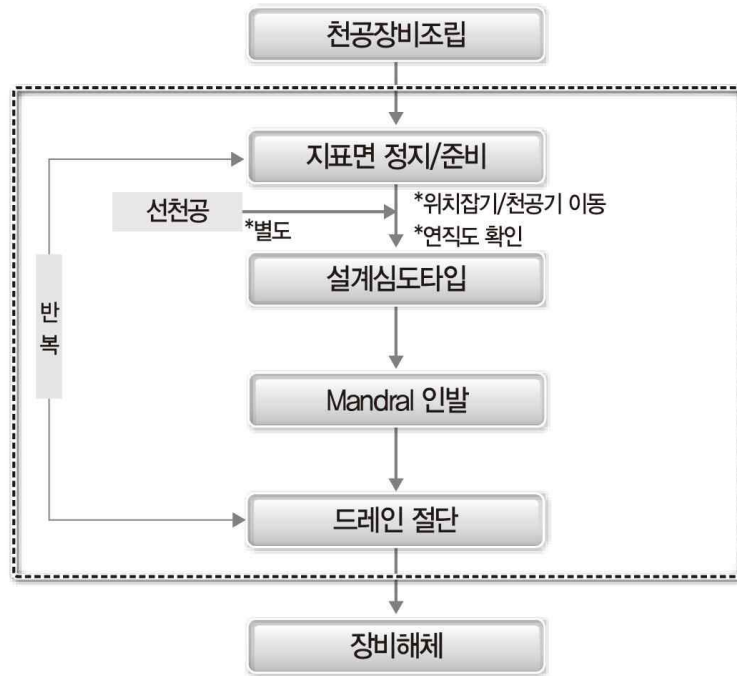 천공장비조립
지표면 정지/준비
선천공
*별도
*위치잡기/천공기 이동
*연직도 확인
설계심도타입
반
복
Mandral 인발
드레인 절단
장비해체